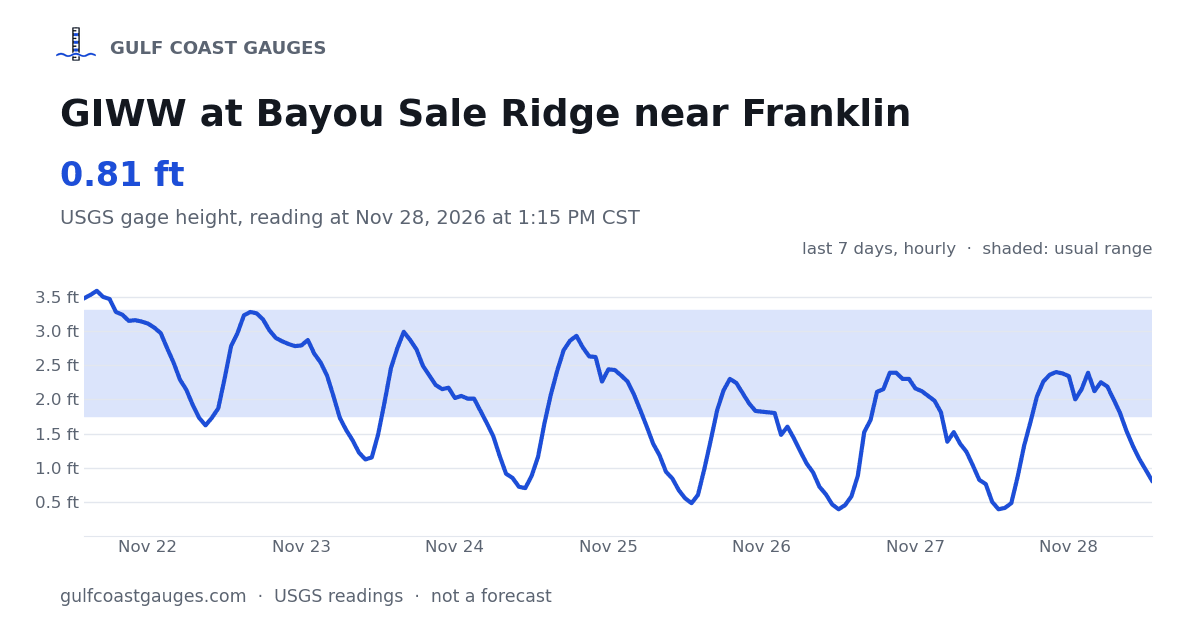 GULF COAST GAUGES
GIWW at Bayou Sale Ridge near Franklin
0.81 ft
USGS gage height, reading at Nov 28, 2026 at 1:15 PM CST
last 7 days, hourly · shaded: usual range
3.5 ft
3.0 ft
2.5 ft
2.0 ft
1.5 ft
1.0 ft
0.5 ft
Nov 22 Nov 23 Nov 24 Nov 25 Nov 26 Nov 27 Nov 28
gulfcoastgauges.com · USGS readings · not a forecast